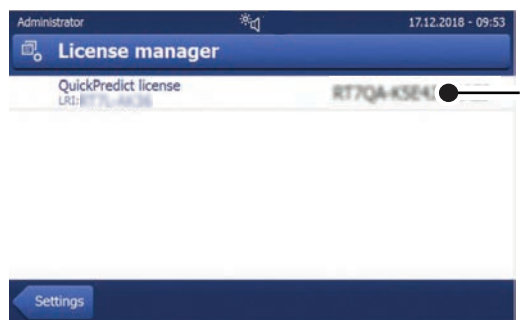 Administrator 17.12.2018 - 09:53
License manager
QuickPredict license
LRI:
Settings